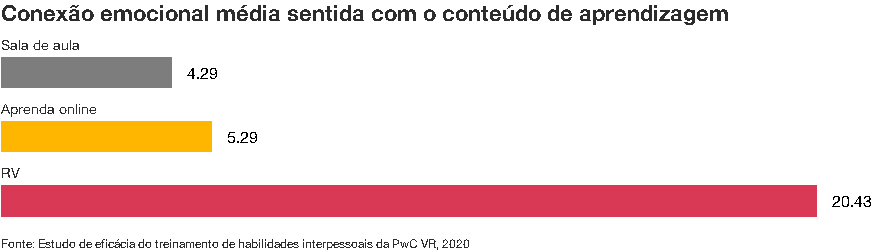 Conexão emocional média sentida com o conteúdo de aprendizagem
Sala de aula
4.29
Aprenda online
5.29
RV
20.43
Fonte: Estudo de eficácia do treinamento de habilidades interpessoais da PwC VR, 2020